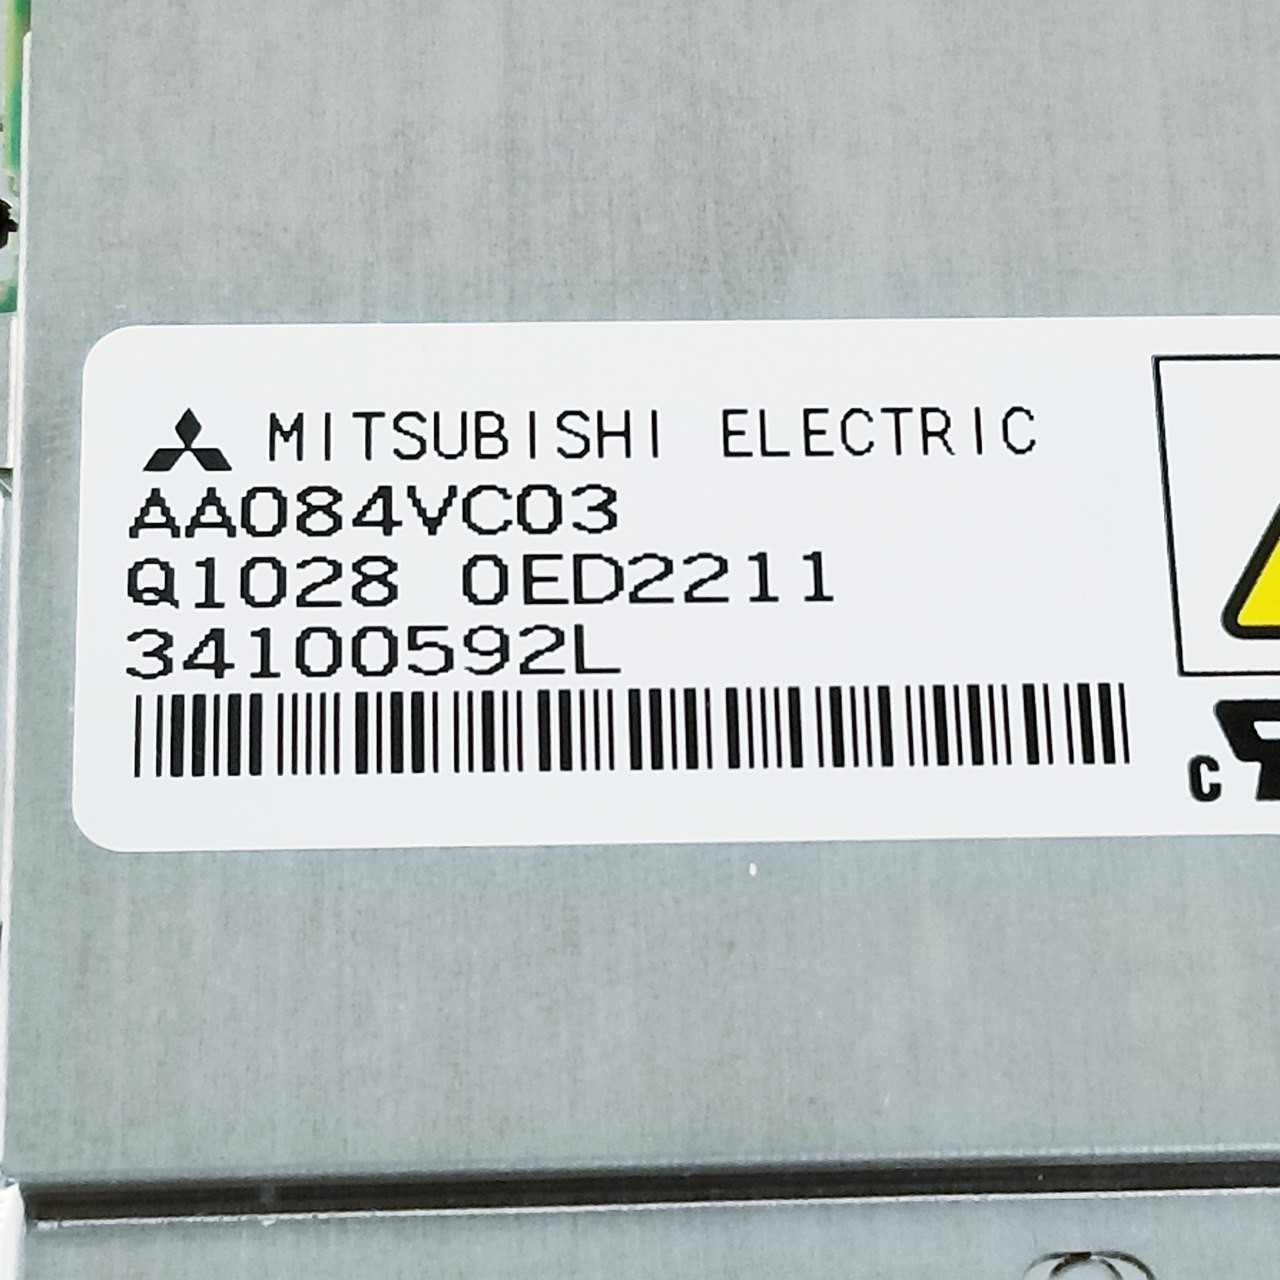 MITSUBISHI ELECTRIC
AA084VC03
Q1028 0ED2211
34100592L
C